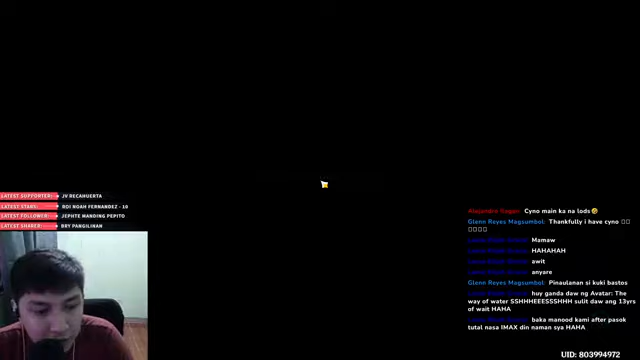 LATEST SUPPORTER: JV RECAHUERTA
LATEST STARS: ROI NOAH FERNANDEZ - 10
LATEST FOLLOWER: JEPHTE MANDING PEPITO
LATEST SHARER: BRY PANGILINAN
Cyno main ka na lods🤣
Glenn Reyes Magsumbol: Thankfully i have cyno
Mamaw
HAHAHAH
awit
anyare
Glenn Reyes Magsumbol: Pinaulanan si kuki bastos
huy ganda daw ng Avatar: The
way of water SSHHHEEESSSHHH sulit daw ang 13yrs
of wait HAHA
baka manood kami after pasok
tutal nasa IMAX din naman sya HAHA
UID: 803994972